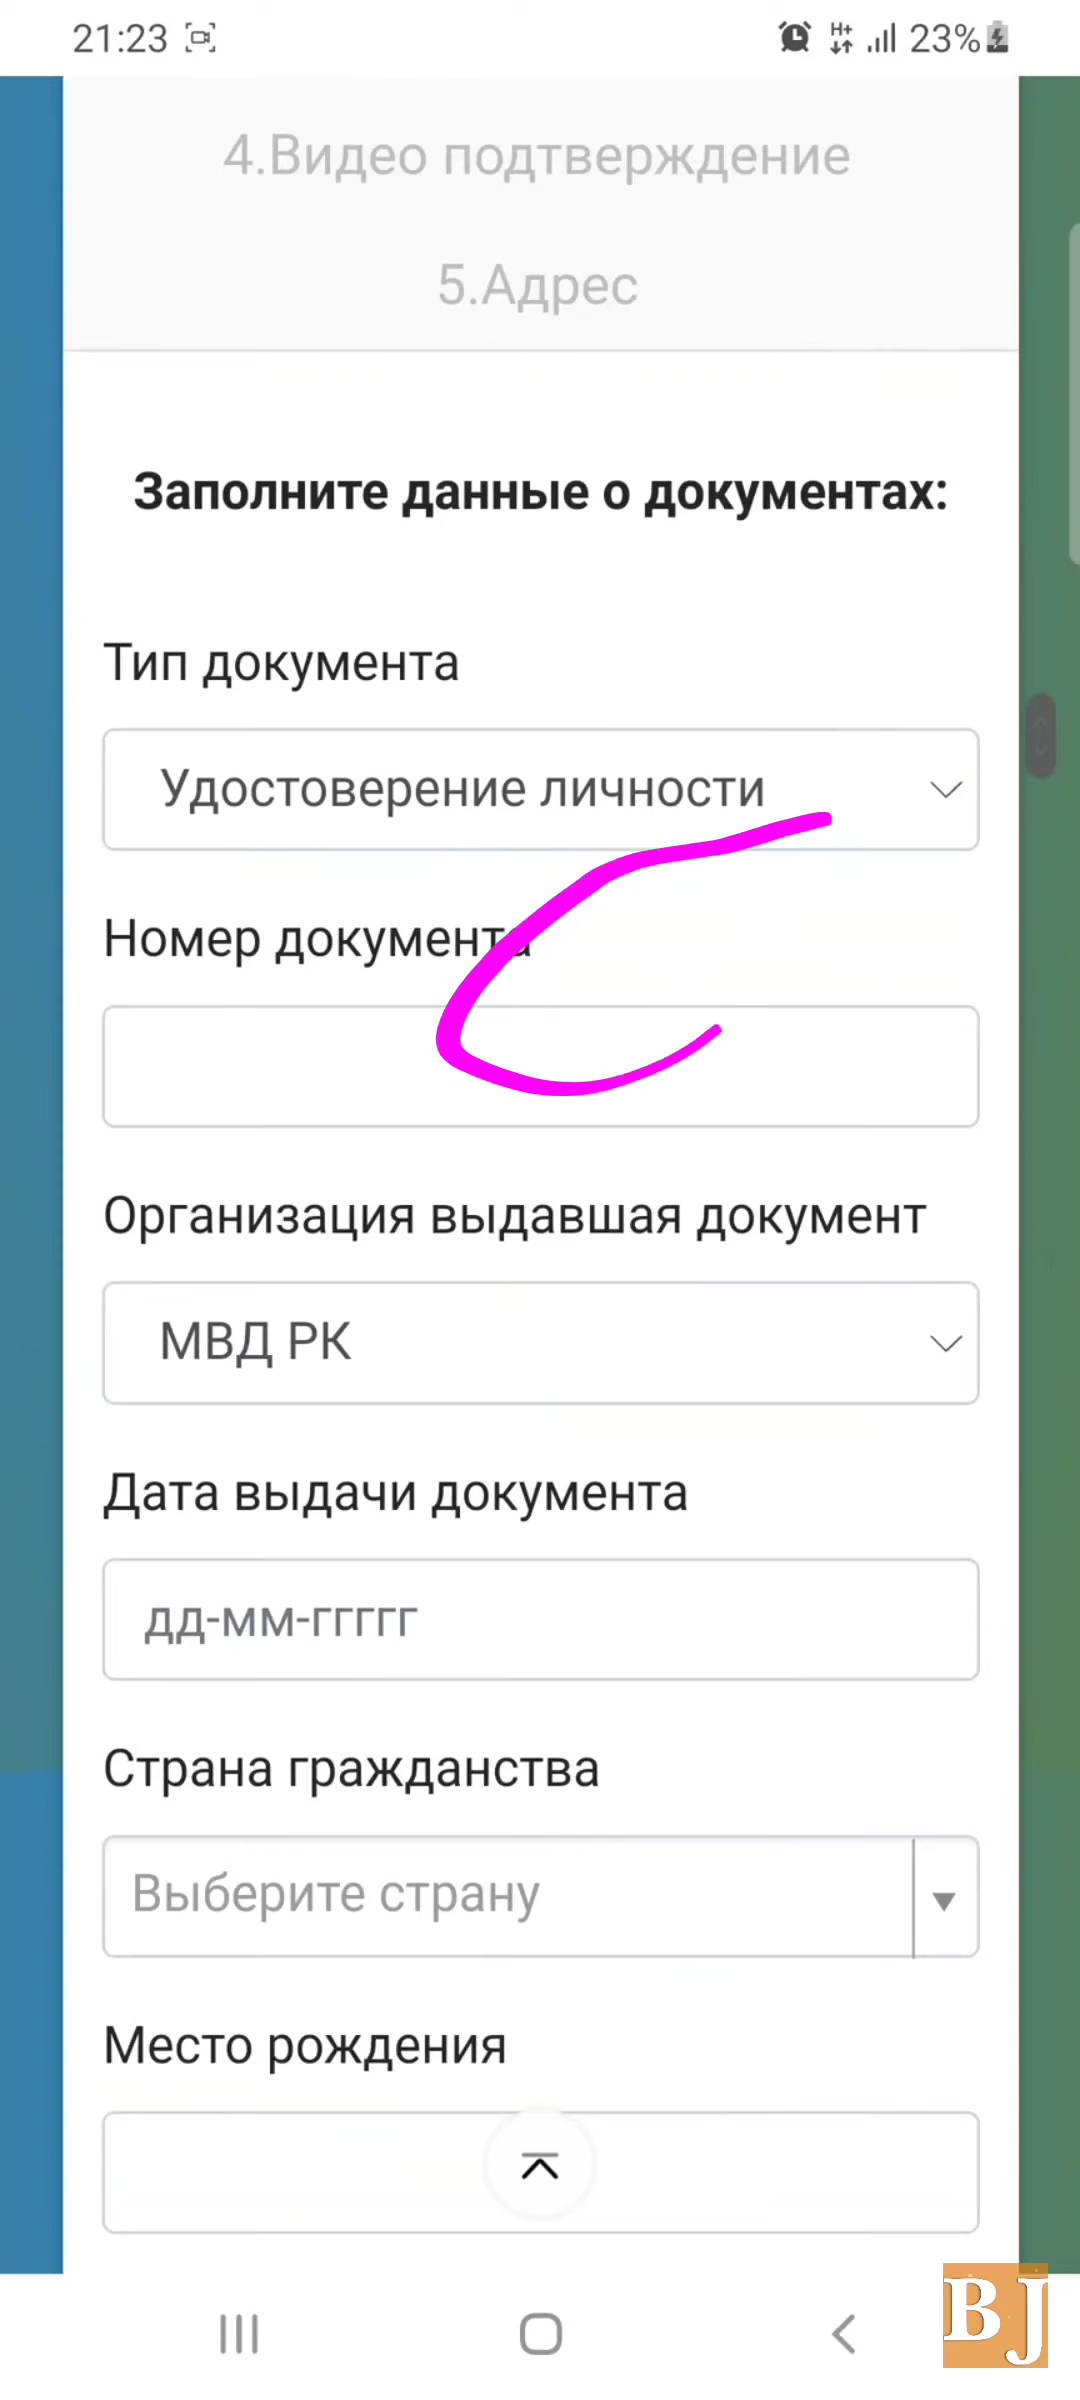 21:23
H+ 23%
4.Видео подтверждение
5.Адрес
Заполните данные о документах:
Тип документа
Удостоверение личности
Номер документа
Организация выдавшая документ
МВД РК
Дата выдачи документа
дд-мм-ггггг
Страна гражданства
Выберите страну
Место рождения
BJ